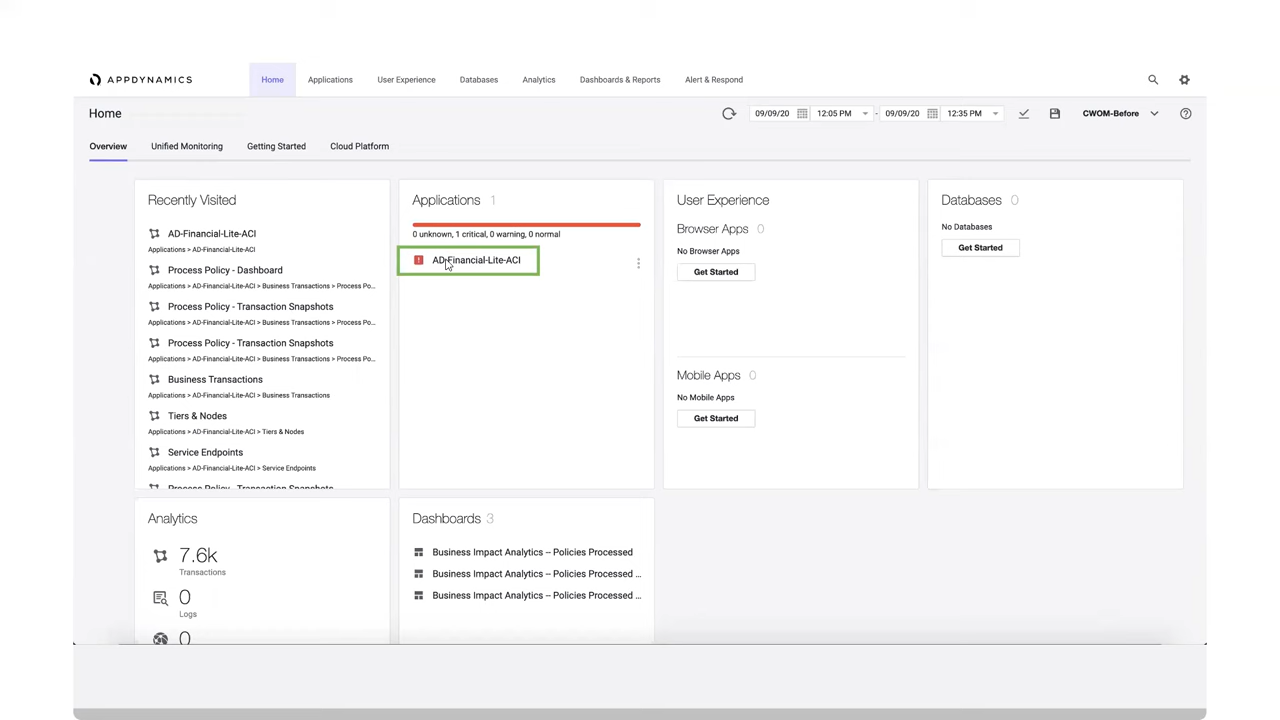 APPDYNAMICS
Home
Applications
User Experience
Databases
Analytics
Dashboards & Reports
Alert & Respond
Home
09/09/20
12:05 PM
-
09/09/20
12:35 PM
CWOM-Before
Overview
Unified Monitoring
Getting Started
Cloud Platform
Recently Visited
AD-Financial-Lite-ACI
Applications > AD-Financial-Lite-ACI
Process Policy - Dashboard
Applications > AD-Financial-Lite-ACI > Business Transactions > Process Po...
Process Policy - Transaction Snapshots
Applications > AD-Financial-Lite-ACI > Business Transactions > Process Po...
Process Policy - Transaction Snapshots
Applications > AD-Financial-Lite-ACI > Business Transactions > Process Po...
Business Transactions
Applications > AD-Financial-Lite-ACI > Business Transactions
Tiers & Nodes
Applications > AD-Financial-Lite-ACI > Tiers & Nodes
Service Endpoints
Applications > AD-Financial-Lite-ACI > Service Endpoints
Process Policy - Transaction Snapshots
Applications 1
0 unknown, 1 critical, 0 warning, 0 normal
AD-Financial-Lite-ACI
User Experience
Browser Apps 0
No Browser Apps
Get Started
Mobile Apps 0
No Mobile Apps
Get Started
Databases 0
No Databases
Get Started
Analytics
7.6k
Transactions
0
Logs
0
Dashboards 3
Business Impact Analytics – Policies Processed
Business Impact Analytics – Policies Processed ...
Business Impact Analytics – Policies Processed ...